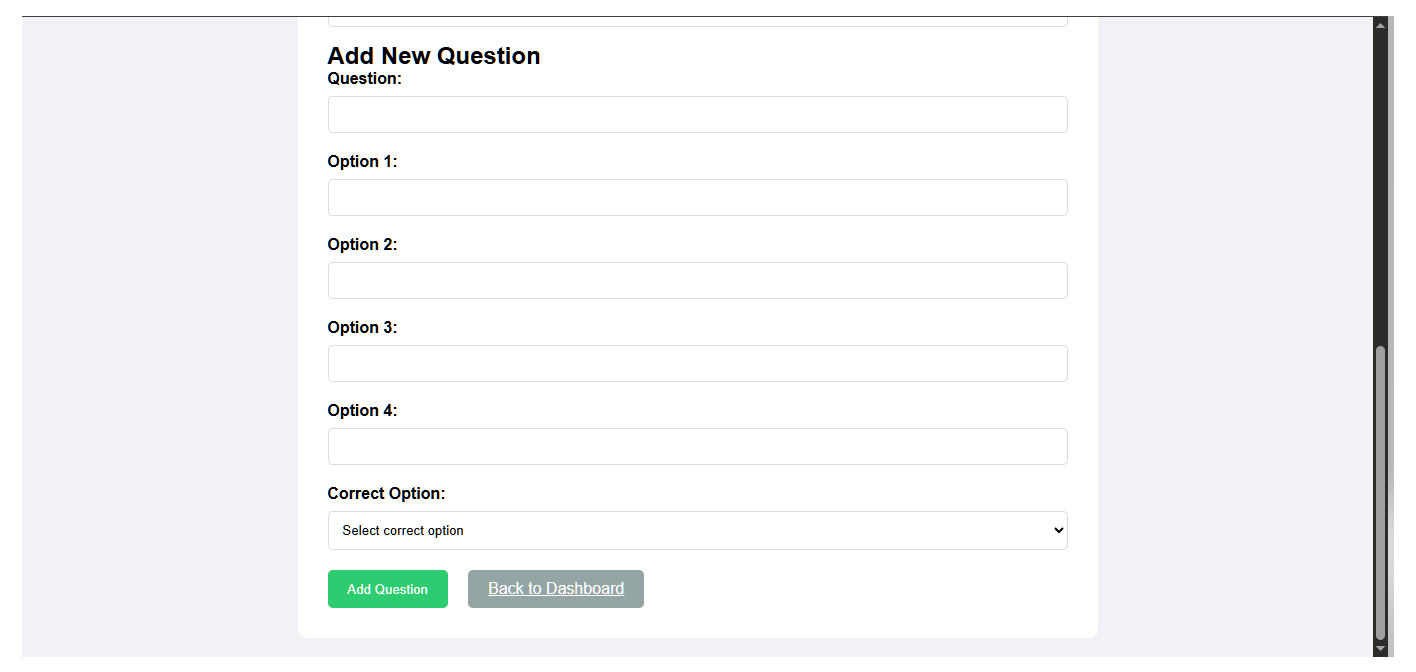 Add New Question
Question:
Option 1:
Option 2:
Option 3:
Option 4:
Correct Option:
Select correct option
Add Question Back to Dashboard